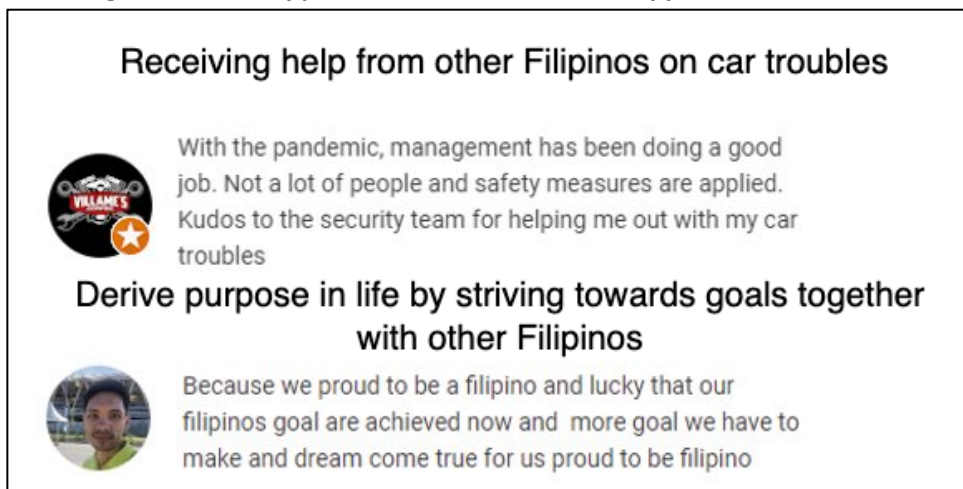 Receiving help from other Filipinos on car troubles
With the pandemic, management has been doing a good
job. Not a lot of people and safety measures are applied.
VILLAME'S
Kudos to the security team for helping me out with my car
troubles
Derive purpose in life by striving towards goals together
with other Filipinos
Because we proud to be a filipino and lucky that our
filipinos goal are achieved now and more goal we have to
make and dream come true for us proud to be filipino